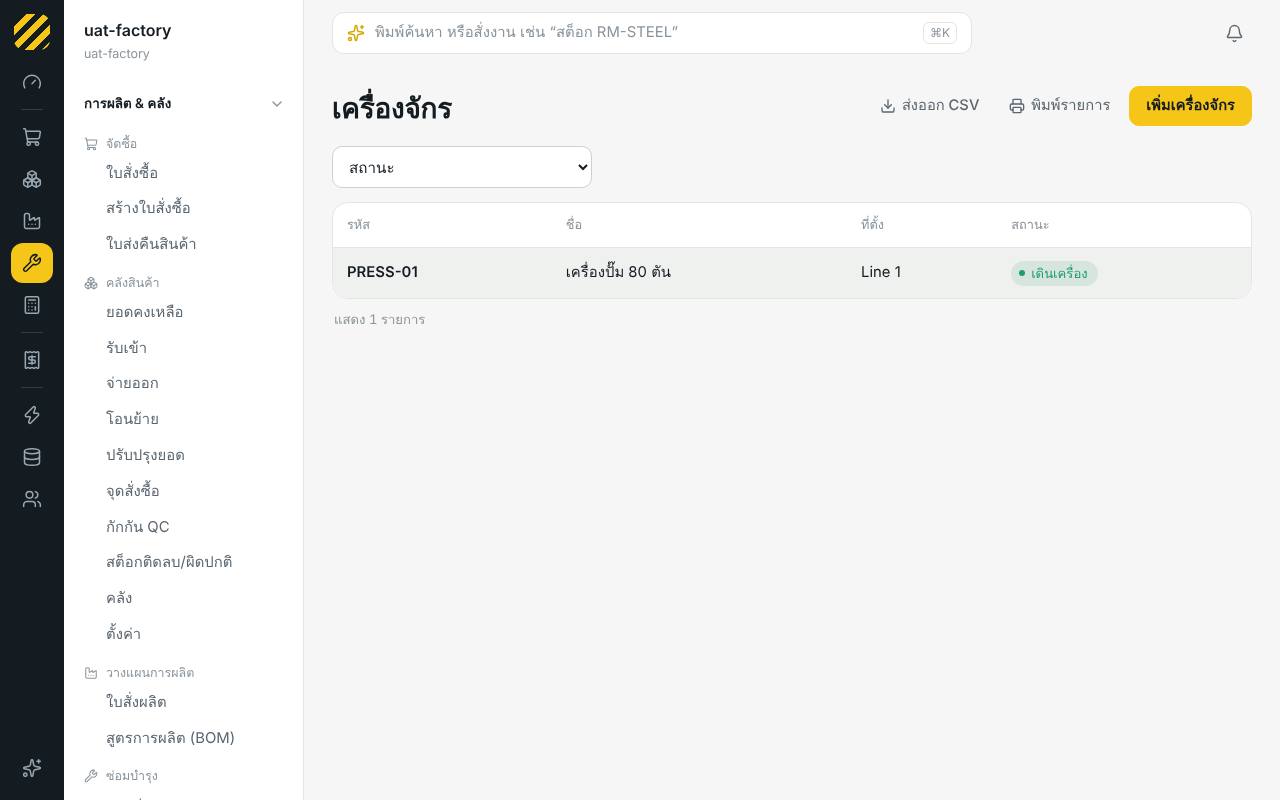 uat-factory
uat-factory
การผลิต & คลัง
จัดซื้อ
ใบสั่งซื้อ
สร้างใบสั่งซื้อ
ใบส่งคืนสินค้า
คลังสินค้า
ยอดคงเหลือ
รับเข้า
จ่ายออก
โอนย้าย
ปรับปรุงยอด
จุดสั่งซื้อ
กักกัน QC
สต็อกติดลบ/ผิดปกติ
คลัง
ตั้งค่า
วางแผนการผลิต
ใบสั่งผลิต
สูตรการผลิต (BOM)
ซ่อมบำรุง
พิมพ์ค้นหา หรือสั่งงาน เช่น “สต็อก RM-STEEL” ⌘K
เครื่องจักร
ส่งออก CSV พิมพ์รายการ เพิ่มเครื่องจักร
สถานะ
รหัส ชื่อ ที่ตั้ง สถานะ
PRESS-01 เครื่องปั๊ม 80 ตัน Line 1 เดินเครื่อง
แสดง 1 รายการ